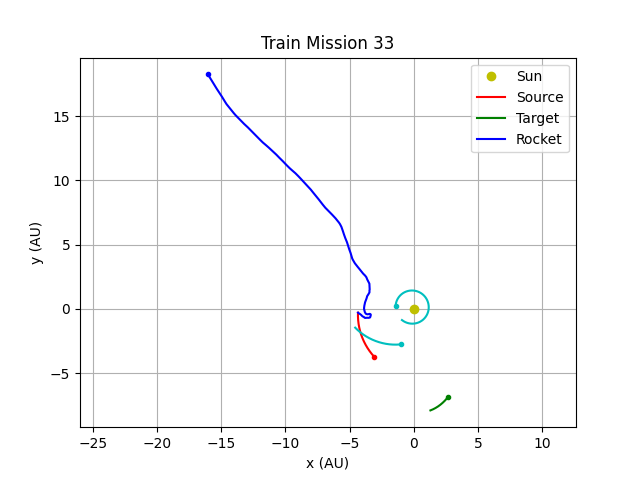 Train Mission 33
Sun
Source
Target
Rocket
15
10
5
0
−5
y (AU)
−25 −20 −15 −10 −5 0 5 10
x (AU)